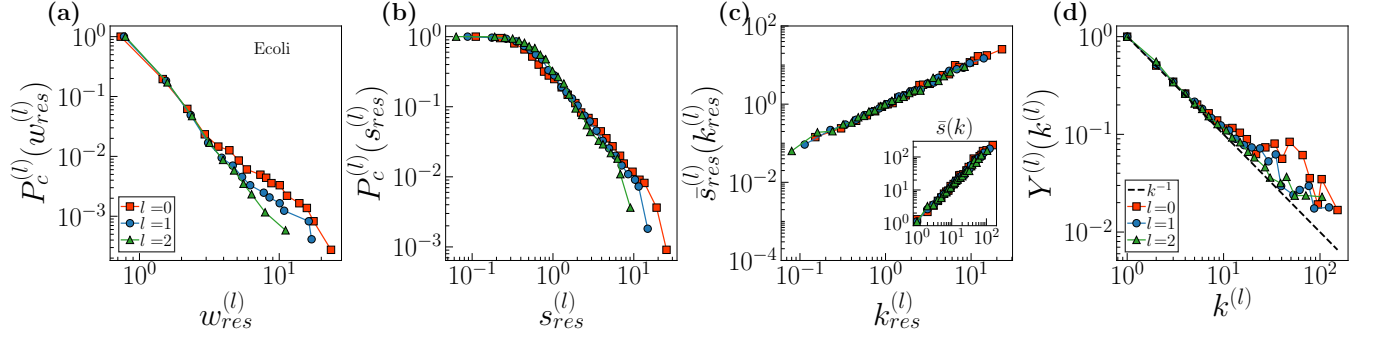 (a)
Ecoli
P_c^{(l)}(w_{res}^{(l)})
10^0
10^{-1}
10^{-2}
10^{-3}
l=0
l=1
l=2
10^0 10^1
w_{res}^{(l)}
(b)
P_c^{(l)}(s_{res}^{(l)})
10^0
10^{-1}
10^{-2}
10^{-3}
10^{-1} 10^0 10^1
s_{res}^{(l)}
(c)
s̄_{res}^{(l)}(k_{res}^{(l)})
10^2
10^1
10^0
10^{-1}
10^{-2}
10^{-4}
s̄(k)
10^2
10^1
10^0
10^0 10^1 10^2
10^{-1} 10^0 10^1
k_{res}^{(l)}
(d)
Y^{(l)}(k^{(l)})
10^0
10^{-1}
10^{-2}
k^{-1}
l=0
l=1
l=2
10^0 10^1 10^2
k^{(l)}